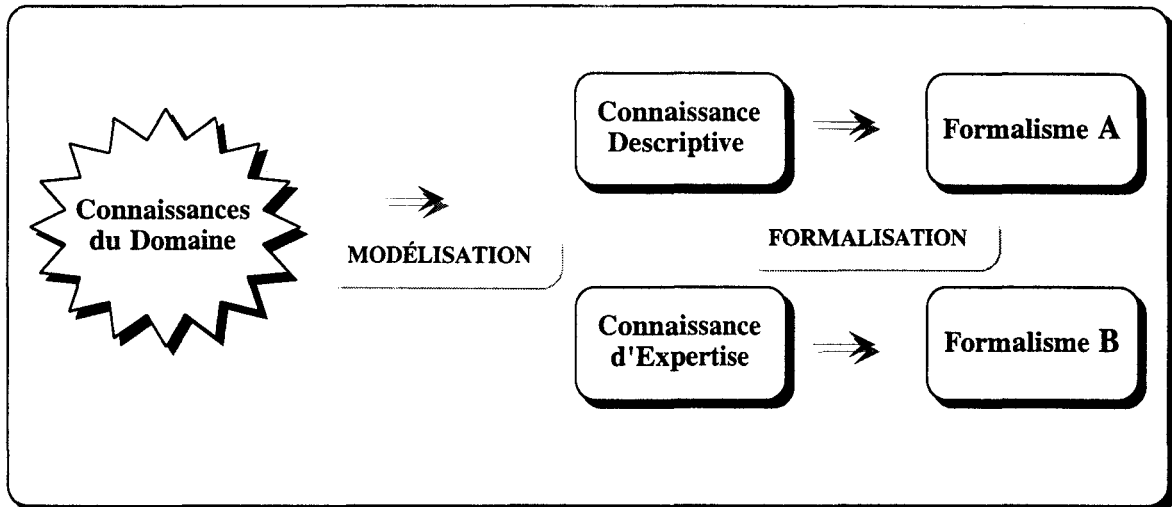 Connaissances
du Domaine
MODÉLISATION
Connaissance
Descriptive
Formalisme A
FORMALISATION
Connaissance
d'Expertise
Formalisme B